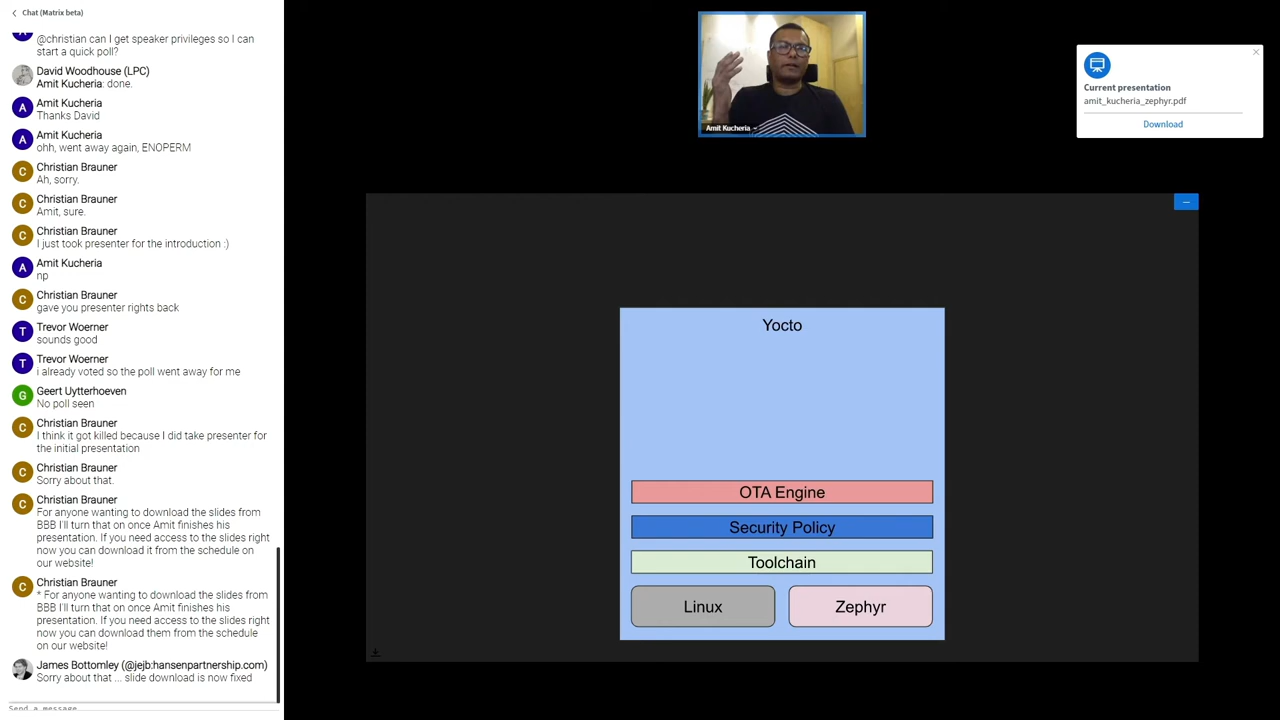 Chat (Matrix beta)
@christian can I get speaker privileges so I can
start a quick poll?
David Woodhouse (LPC)
Amit Kucheria: done.
A
Amit Kucheria
Thanks David
A
Amit Kucheria
ohh, went away again, ENOPERM
C
Christian Brauner
Ah, sorry.
C
Christian Brauner
Amit, sure.
C
Christian Brauner
I just took presenter for the introduction :)
A
Amit Kucheria
np
C
Christian Brauner
gave you presenter rights back
T
Trevor Woerner
sounds good
T
Trevor Woerner
i already voted so the poll went away for me
G
Geert Uytterhoeven
No poll seen
C
Christian Brauner
I think it got killed because I did take presenter for
the initial presentation
C
Christian Brauner
Sorry about that.
C
Christian Brauner
For anyone wanting to download the slides from
BBB I'll turn that on once Amit finishes his
presentation. If you need access to the slides right
now you can download it from the schedule on
our website!
C
Christian Brauner
* For anyone wanting to download the slides from
BBB I'll turn that on once Amit finishes his
presentation. If you need access to the slides right
now you can download them from the schedule
on our website!
James Bottomley (@jejb:hansenpartnership.com)
Sorry about that ... slide download is now fixed
Send a message
Amit Kucheria
Current presentation
amit_kucheria_zephyr.pdf
Download
Yocto
OTA Engine
Security Policy
Toolchain
Linux
Zephyr